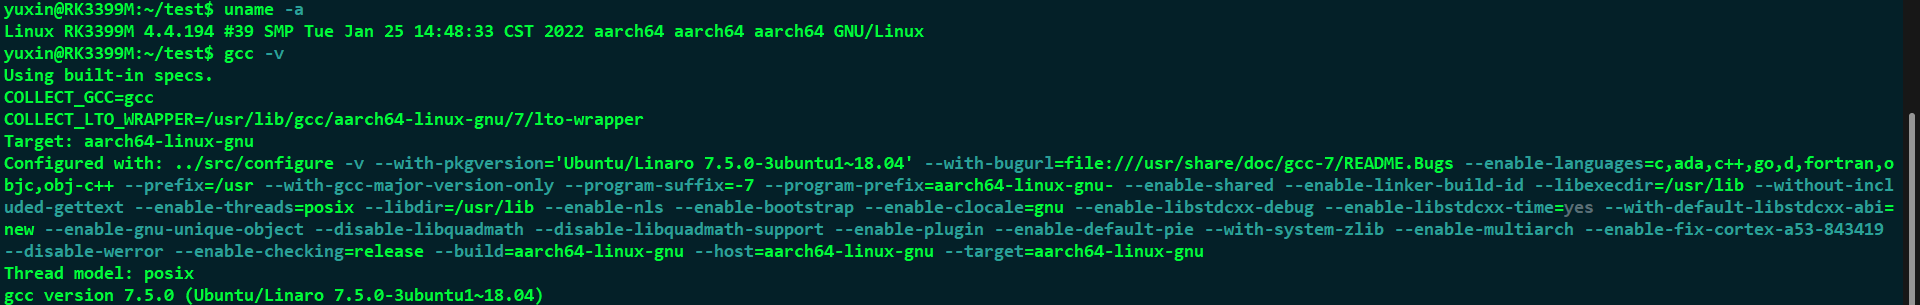 yuxin@RK3399M:~/test$ uname -a
Linux RK3399M 4.4.194 #39 SMP Tue Jan 25 14:48:33 CST 2022 aarch64 aarch64 aarch64 GNU/Linux
yuxin@RK3399M:~/test$ gcc -v
Using built-in specs.
COLLECT_GCC=gcc
COLLECT_LTO_WRAPPER=/usr/lib/gcc/aarch64-linux-gnu/7/lto-wrapper
Target: aarch64-linux-gnu
Configured with: ../src/configure -v --with-pkgversion='Ubuntu/Linaro 7.5.0-3ubuntu1~18.04' --with-bugurl=file:///usr/share/doc/gcc-7/README.Bugs --enable-languages=c,ada,c++,go,d,fortran,o
bjc,obj-c++ --prefix=/usr --with-gcc-major-version-only --program-suffix=-7 --program-prefix=aarch64-linux-gnu- --enable-shared --enable-linker-build-id --libexecdir=/usr/lib --without-incl
uded-gettext --enable-threads=posix --libdir=/usr/lib --enable-nls --enable-bootstrap --enable-clocale=gnu --enable-libstdcxx-debug --enable-libstdcxx-time=yes --with-default-libstdcxx-abi=
new --enable-gnu-unique-object --disable-libquadmath --disable-libquadmath-support --enable-plugin --enable-default-pie --with-system-zlib --enable-multiarch --enable-fix-cortex-a53-843419
--disable-werror --enable-checking=release --build=aarch64-linux-gnu --host=aarch64-linux-gnu --target=aarch64-linux-gnu
Thread model: posix
gcc version 7.5.0 (Ubuntu/Linaro 7.5.0-3ubuntu1~18.04)